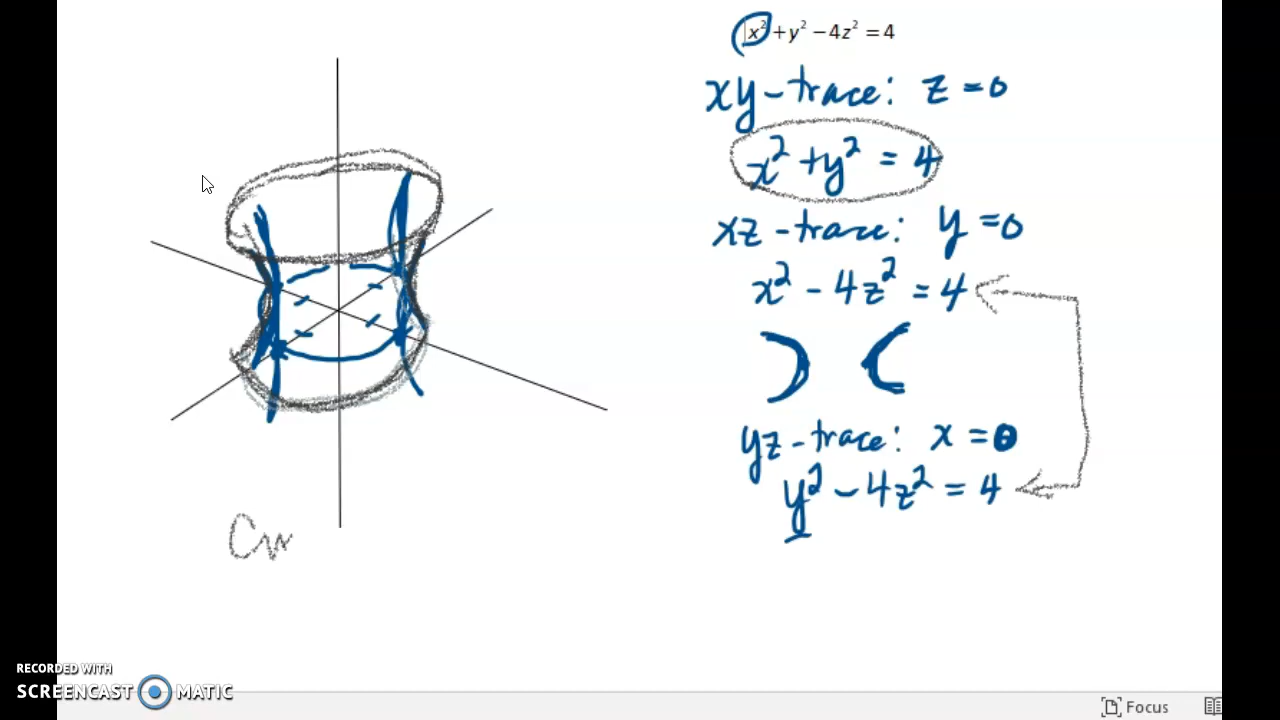 x² + y² − 4z² = 4
xy-trace: z = 0
x² + y² = 4
xz-trace: y = 0
x² - 4z² = 4
yz-trace: x = 0
y² - 4z² = 4
RECORDED WITH
SCREENCAST MATIC
Focus